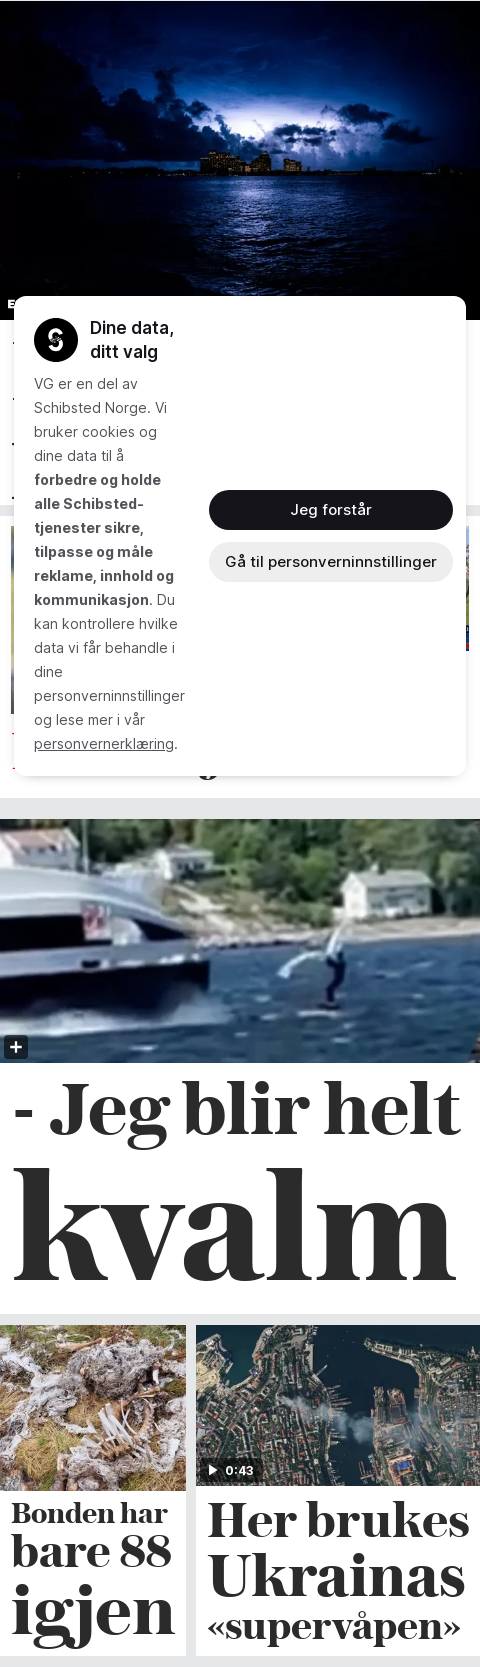 Dine data,
ditt valg
VG er en del av
Schibsted Norge. Vi
bruker cookies og
dine data til å
forbedre og holde
alle Schibsted-
tjenester sikre,
tilpasse og måle
reklame, innhold og
kommunikasjon. Du
kan kontrollere hvilke
data vi får behandle i
dine
personverninnstillinger
og lese mer i vår
personvernerklæring.
Jeg forstår
Gå til personverninnstillinger
- Jeg blir helt
kvalm
Bonden har
bare 88
igjen
0:43
Her brukes
Ukrainas
«supervåpen»